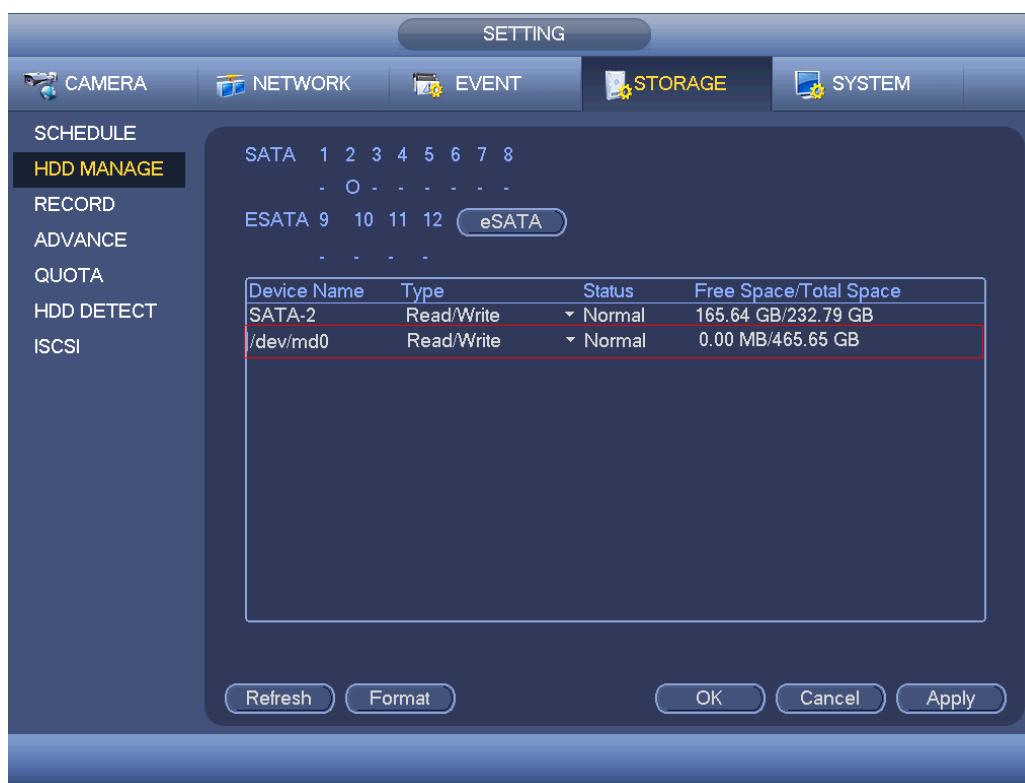 SETTING
CAMERA NETWORK EVENT STORAGE SYSTEM
SCHEDULE
HDD MANAGE
RECORD
ADVANCE
QUOTA
HDD DETECT
ISCSI
SATA 1 2 3 4 5 6 7 8
- O - - - - - -
ESATA 9 10 11 12 eSATA
- - - -
Device Name Type Status Free Space/Total Space
SATA-2 Read/Write Normal 165.64 GB/232.79 GB
/dev/md0 Read/Write Normal 0.00 MB/465.65 GB
Refresh Format OK Cancel Apply